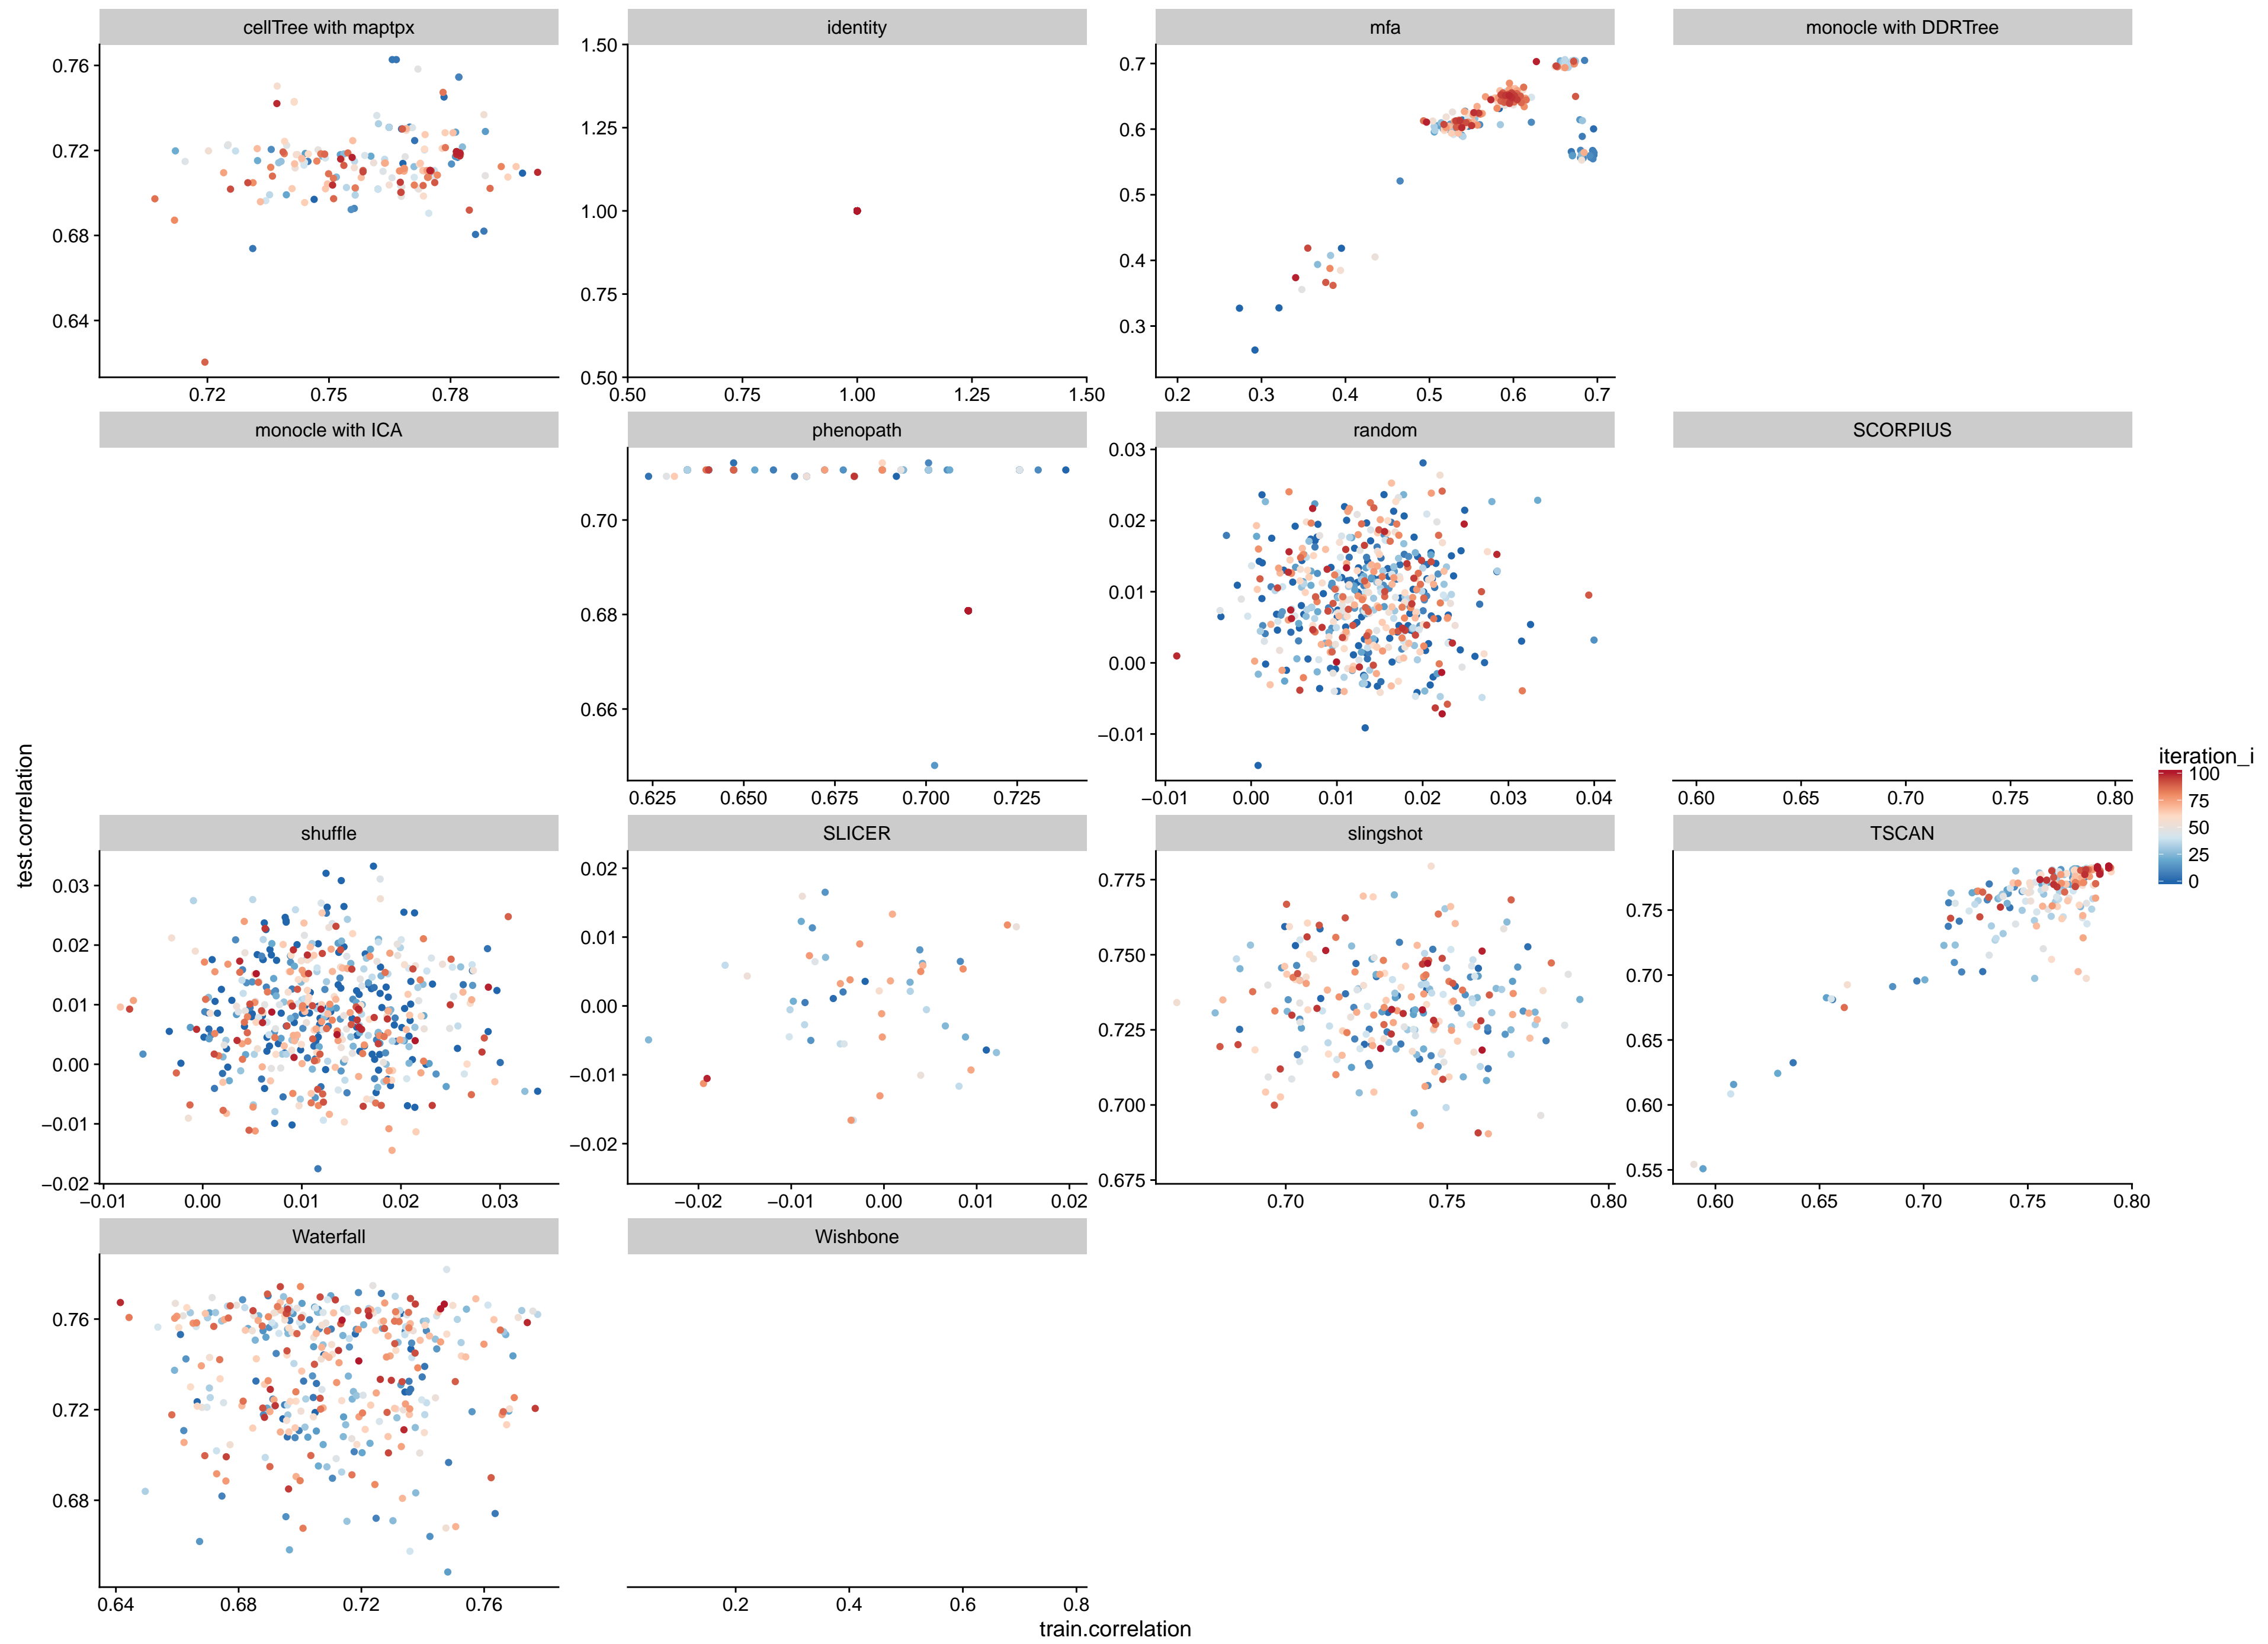 cellTree with maptpx
identity
mfa
monocle with DDRTree
0.76
0.72
0.68
0.64
0.72 0.75 0.78
1.50
1.25
1.00
0.75
0.50
0.50 0.75 1.00 1.25 1.50
0.7
0.6
0.5
0.4
0.3
0.2 0.3 0.4 0.5 0.6 0.7
monocle with ICA
phenopath
random
SCORPIUS
0.70
0.68
0.66
0.625 0.650 0.675 0.700 0.725
0.03
0.02
0.01
0.00
−0.01
−0.01 0.00 0.01 0.02 0.03 0.04
0.60 0.65 0.70 0.75 0.80
shuffle
SLICER
slingshot
TSCAN
0.03
0.02
0.01
0.00
−0.01
−0.02
−0.01 0.00 0.01 0.02 0.03
0.02
0.01
0.00
−0.01
−0.02
−0.02 −0.01 0.00 0.01 0.02
0.775
0.750
0.725
0.700
0.675
0.70 0.75 0.80
0.75
0.70
0.65
0.60
0.55
0.60 0.65 0.70 0.75 0.80
Waterfall
Wishbone
0.76
0.72
0.68
0.64 0.68 0.72 0.76
0.2 0.4 0.6 0.8
train.correlation
test.correlation
iteration_i
100
75
50
25
0